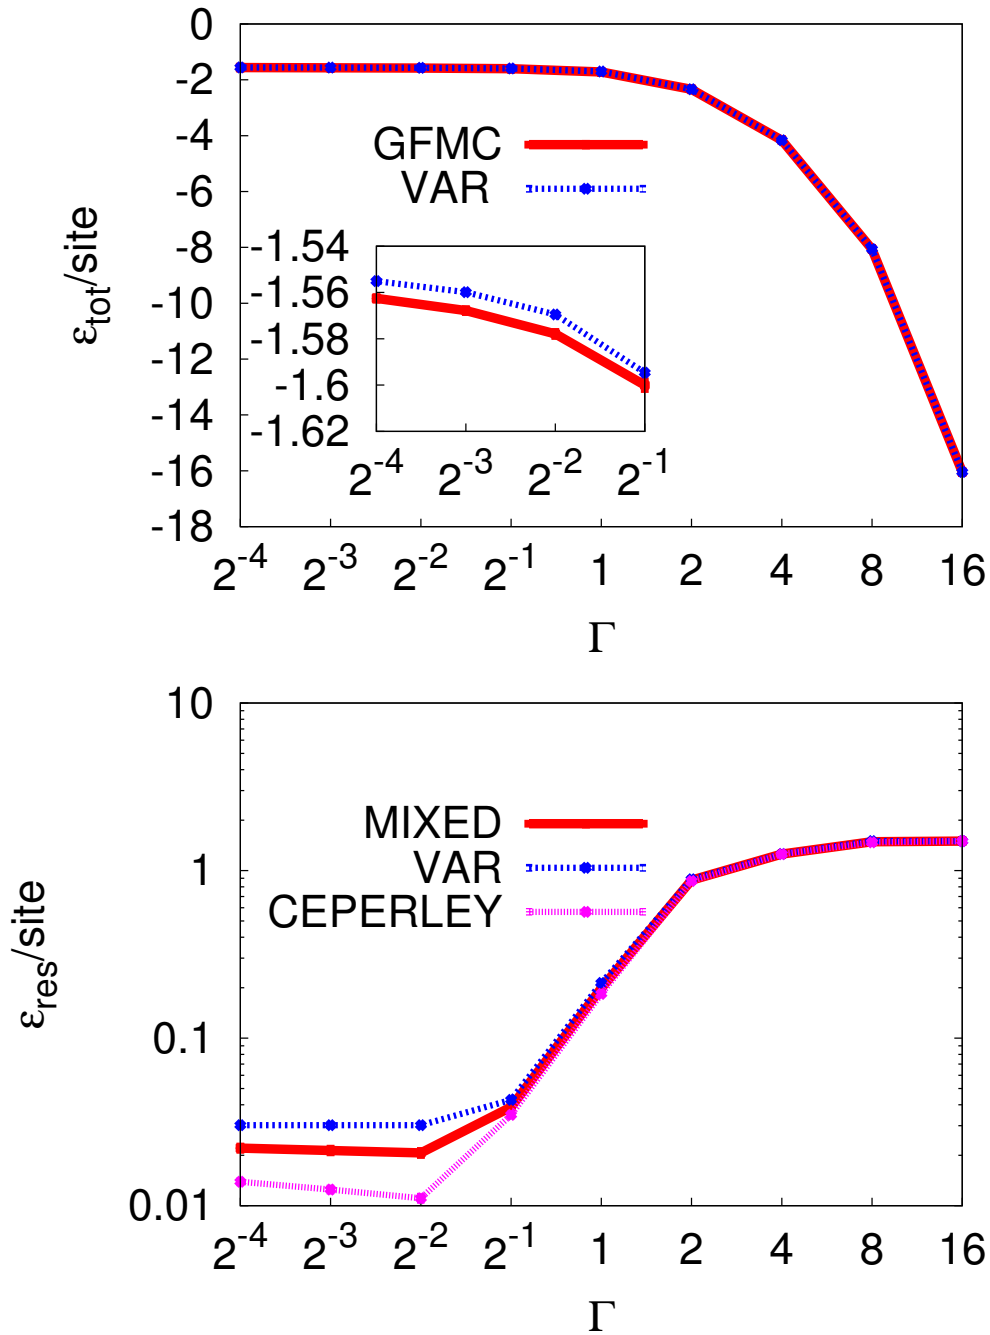 0
-2
-4
-6
-8
-10
-12
-14
-16
-18
ε_tot/site
GFMC
VAR
-1.54
-1.56
-1.58
-1.6
-1.62
2^-4 2^-3 2^-2 2^-1
2^-4 2^-3 2^-2 2^-1 1 2 4 8 16
Γ
10
1
0.1
0.01
ε_res/site
MIXED
VAR
CEPERLEY
2^-4 2^-3 2^-2 2^-1 1 2 4 8 16
Γ